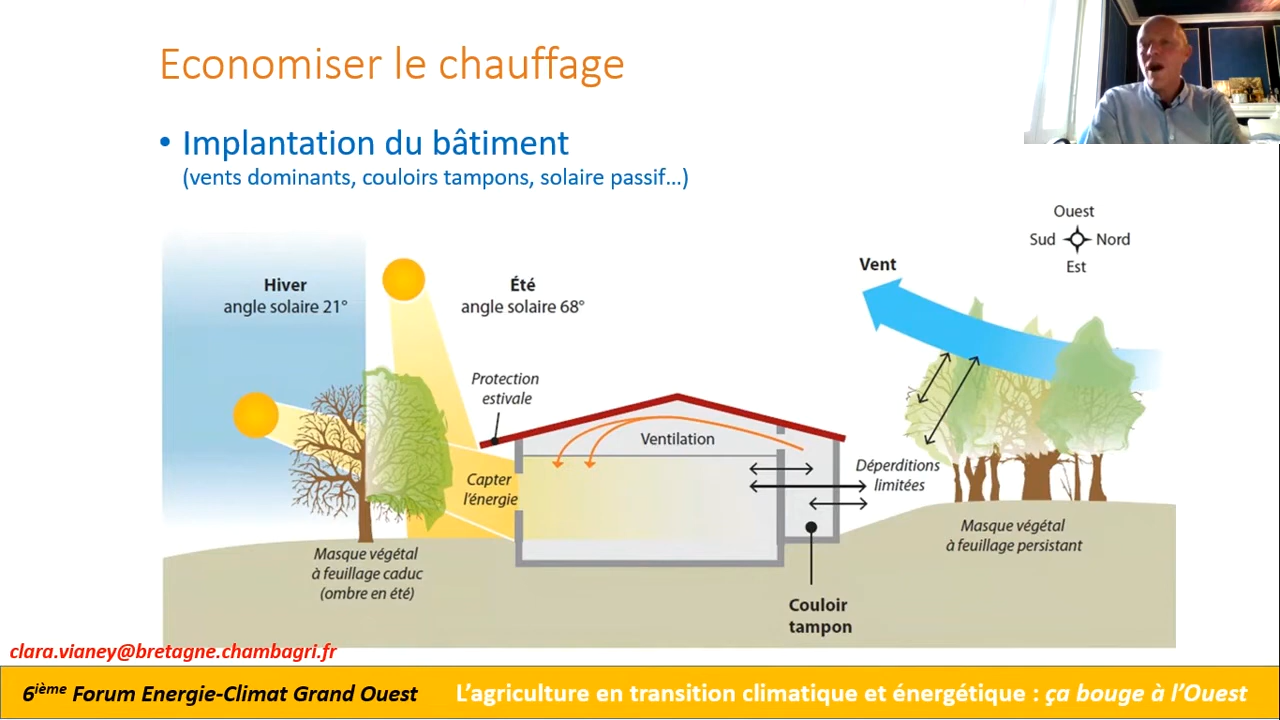 Economiser le chauffage
• Implantation du bâtiment
(vents dominants, couloirs tampons, solaire passif...)
Ouest
Sud Nord
Est
Vent
Hiver
angle solaire 21°
Été
angle solaire 68°
Protection
estivale
Ventilation
Capter
l'énergie
Déperditions
limitées
Masque végétal
à feuillage persistant
Masque végétal
à feuillage caduc
(ombre en été)
Couloir
tampon
clara.vianey@bretagne.chambagri.fr
6ième Forum Energie-Climat Grand Ouest L'agriculture en transition climatique et énergétique : ça bouge à l'Ouest